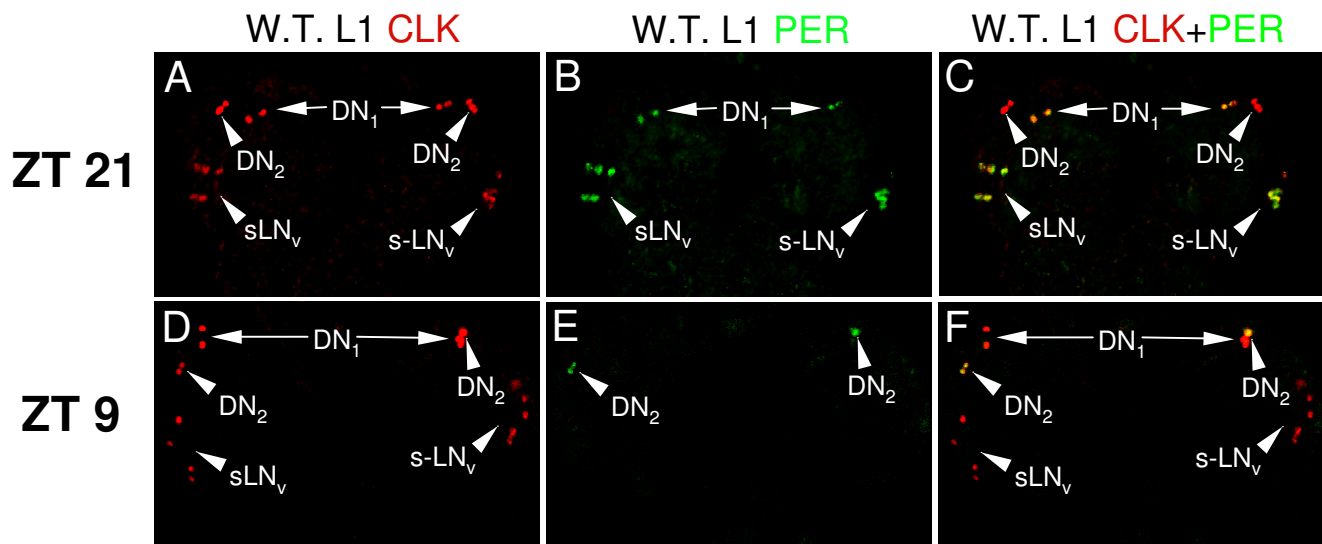 W.T. L1 CLK W.T. L1 PER W.T. L1 CLK+PER
ZT 21
A DN₁ DN₂ DN₂ sLNᵥ s-LNᵥ
B DN₁ sLNᵥ s-LNᵥ
C DN₁ DN₂ DN₂ sLNᵥ s-LNᵥ
ZT 9
D DN₁ DN₂ DN₂ s-LNᵥ sLNᵥ
E DN₂ DN₂
F DN₁ DN₂ DN₂ s-LNᵥ sLNᵥ